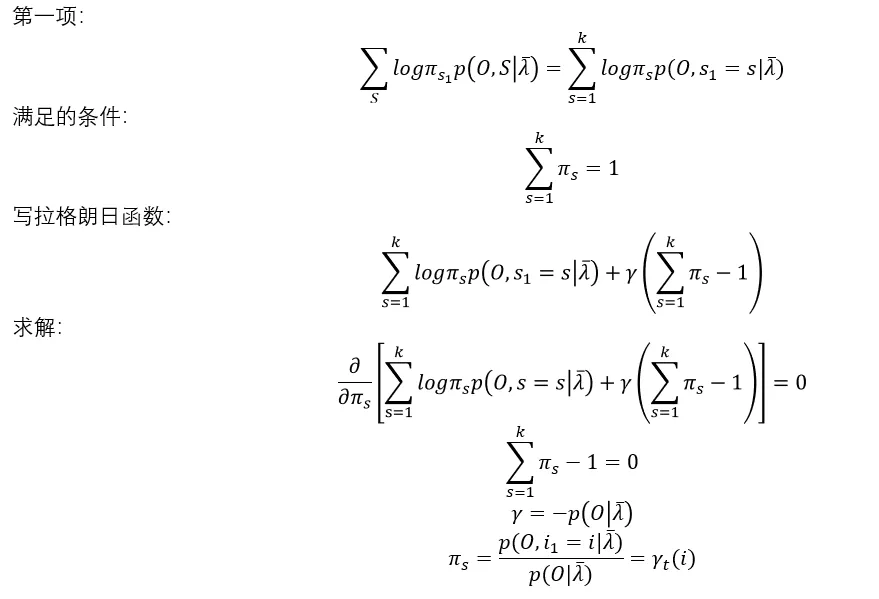 第一项:
$$\sum_{S} log\pi_{s_1} p(O,S|\bar{\lambda}) = \sum_{s=1}^{k} log\pi_s p(O,s_1=s|\bar{\lambda})$$
满足的条件:
$$\sum_{s=1}^{k} \pi_s = 1$$
写拉格朗日函数:
$$\sum_{s=1}^{k} log\pi_s p(O,s_1=s|\bar{\lambda}) + \gamma\left(\sum_{s=1}^{k} \pi_s - 1\right)$$
求解:
$$\frac{\partial}{\partial\pi_s}\left[\sum_{s=1}^{k} log\pi_s p(O,s=s|\bar{\lambda}) + \gamma\left(\sum_{s=1}^{k} \pi_s - 1\right)\right] = 0$$
$$\sum_{s=1}^{k} \pi_s - 1 = 0$$
$$\gamma = -p(O|\bar{\lambda})$$
$$\pi_s = \frac{p(O,i_1=i|\bar{\lambda})}{p(O|\bar{\lambda})} = \gamma_t(i)$$